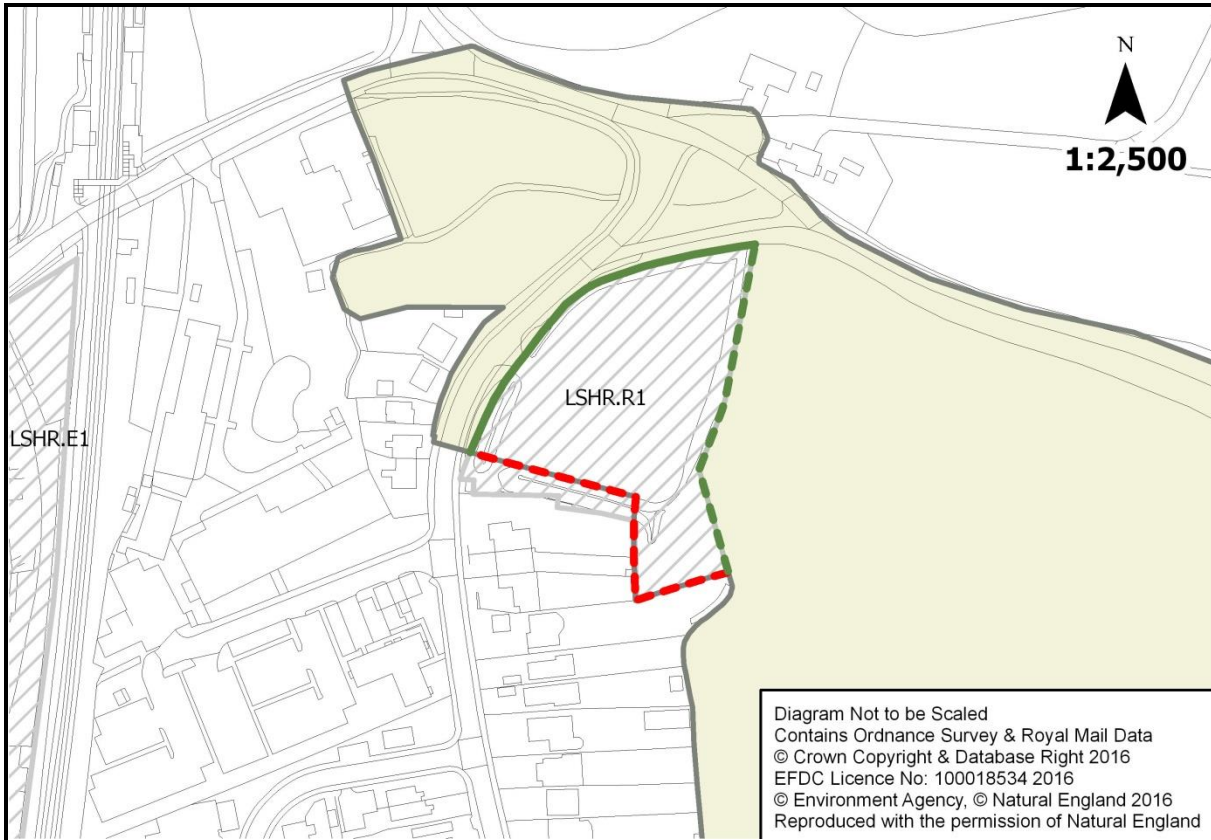 N
1:2,500
LSHR.R1
LSHR.E1
Diagram Not to be Scaled
Contains Ordnance Survey & Royal Mail Data
© Crown Copyright & Database Right 2016
EFDC Licence No: 100018534 2016
© Environment Agency, © Natural England 2016
Reproduced with the permission of Natural England